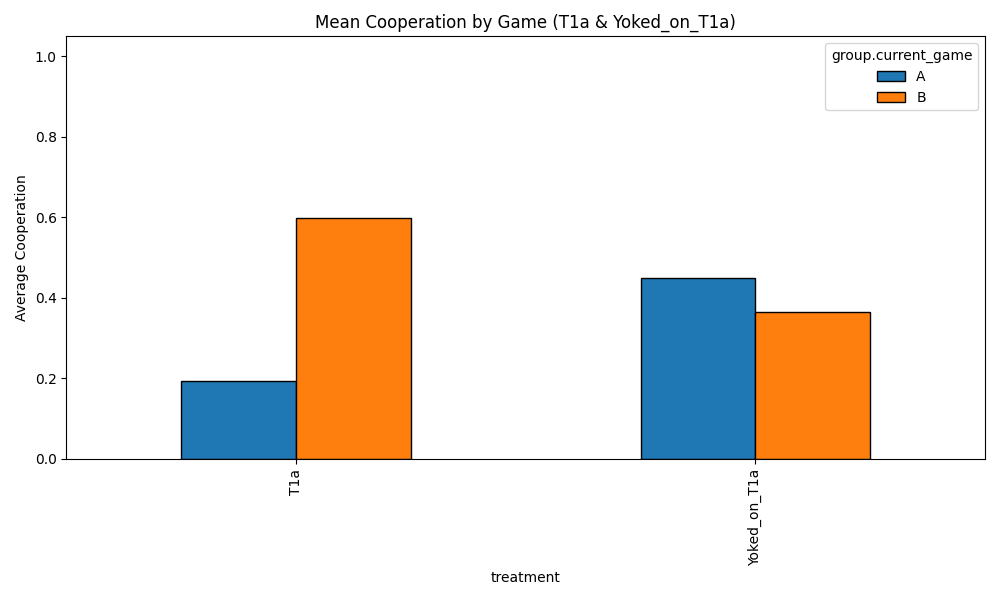 Mean Cooperation by Game (T1a & Yoked_on_T1a)
group.current_game
A
B
Average Cooperation
1.0
0.8
0.6
0.4
0.2
0.0
T1a
Yoked_on_T1a
treatment